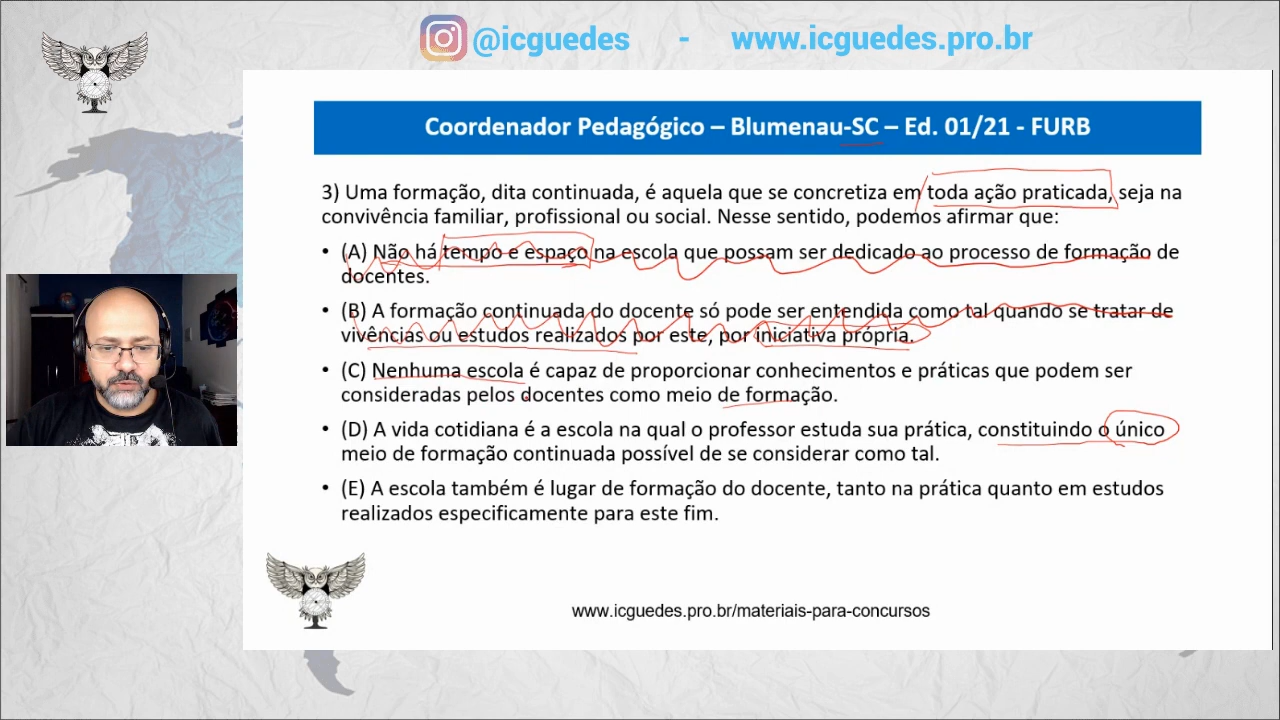 @icguedes - www.icguedes.pro.br
Coordenador Pedagógico – Blumenau-SC – Ed. 01/21 - FURB
3) Uma formação, dita continuada, é aquela que se concretiza em toda ação praticada, seja na
convivência familiar, profissional ou social. Nesse sentido, podemos afirmar que:
• (A) Não há tempo e espaço na escola que possam ser dedicado ao processo de formação de
docentes.
• (B) A formação continuada do docente só pode ser entendida como tal quando se tratar de
vivências ou estudos realizados por este, por iniciativa própria.
• (C) Nenhuma escola é capaz de proporcionar conhecimentos e práticas que podem ser
consideradas pelos docentes como meio de formação.
• (D) A vida cotidiana é a escola na qual o professor estuda sua prática, constituindo o único
meio de formação continuada possível de se considerar como tal.
• (E) A escola também é lugar de formação do docente, tanto na prática quanto em estudos
realizados especificamente para este fim.
www.icguedes.pro.br/materiais-para-concursos